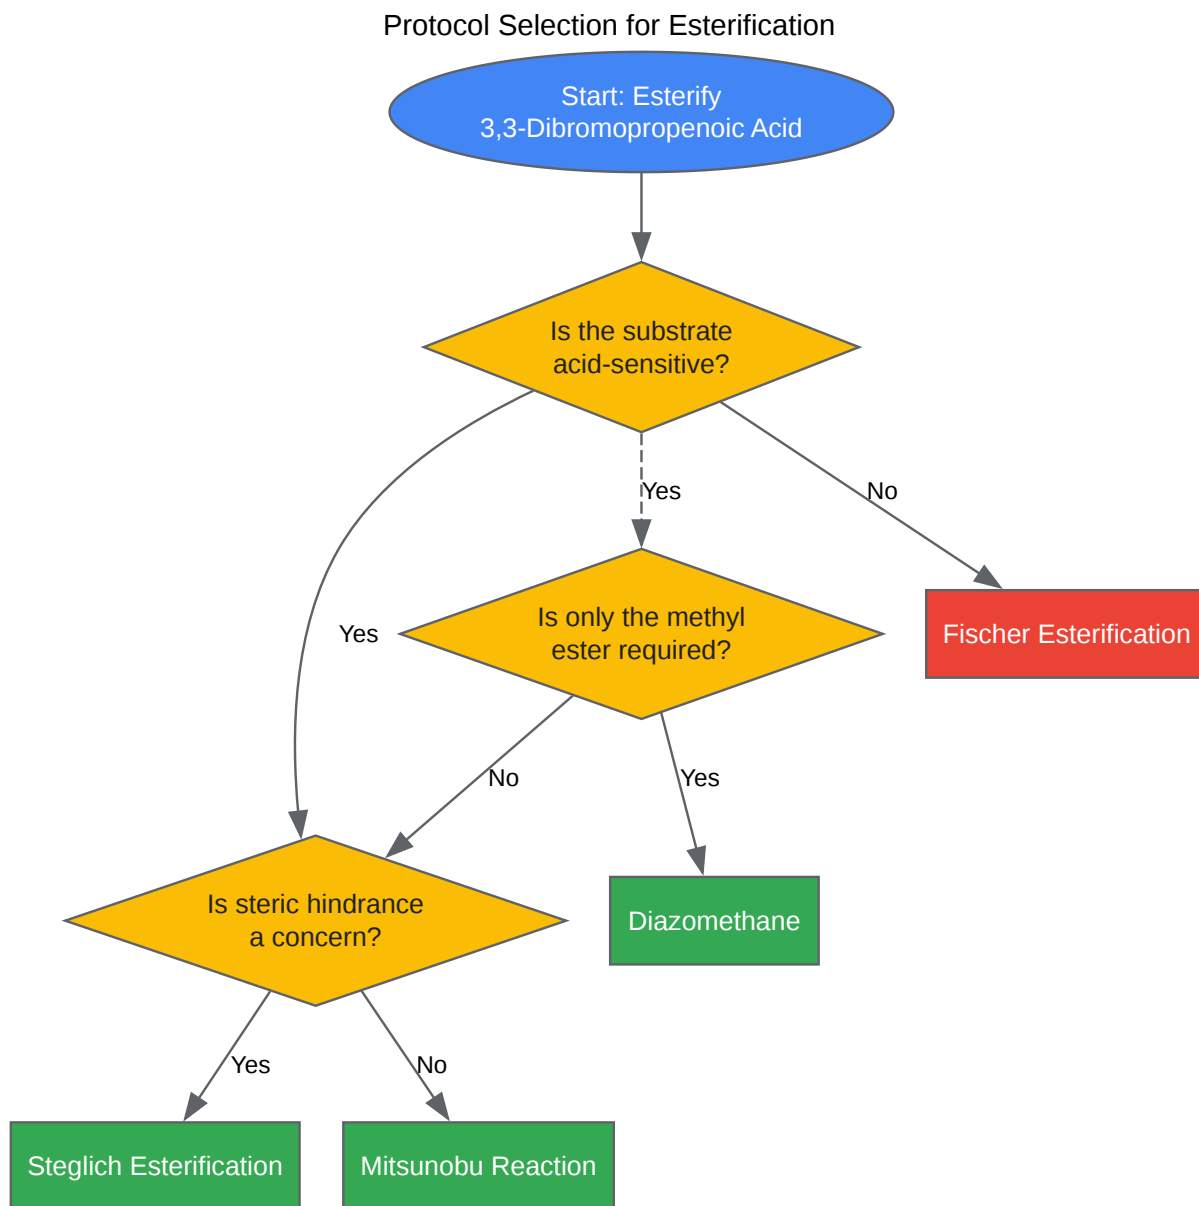 Protocol Selection for Esterification
Start: Esterify
3,3-Dibromopropenoic Acid
Is the substrate
acid-sensitive?
Yes
No
Is only the methyl
ester required?
Fischer Esterification
Yes
No
Yes
Is steric hindrance
a concern?
Diazomethane
Yes
No
Steglich Esterification
Mitsunobu Reaction